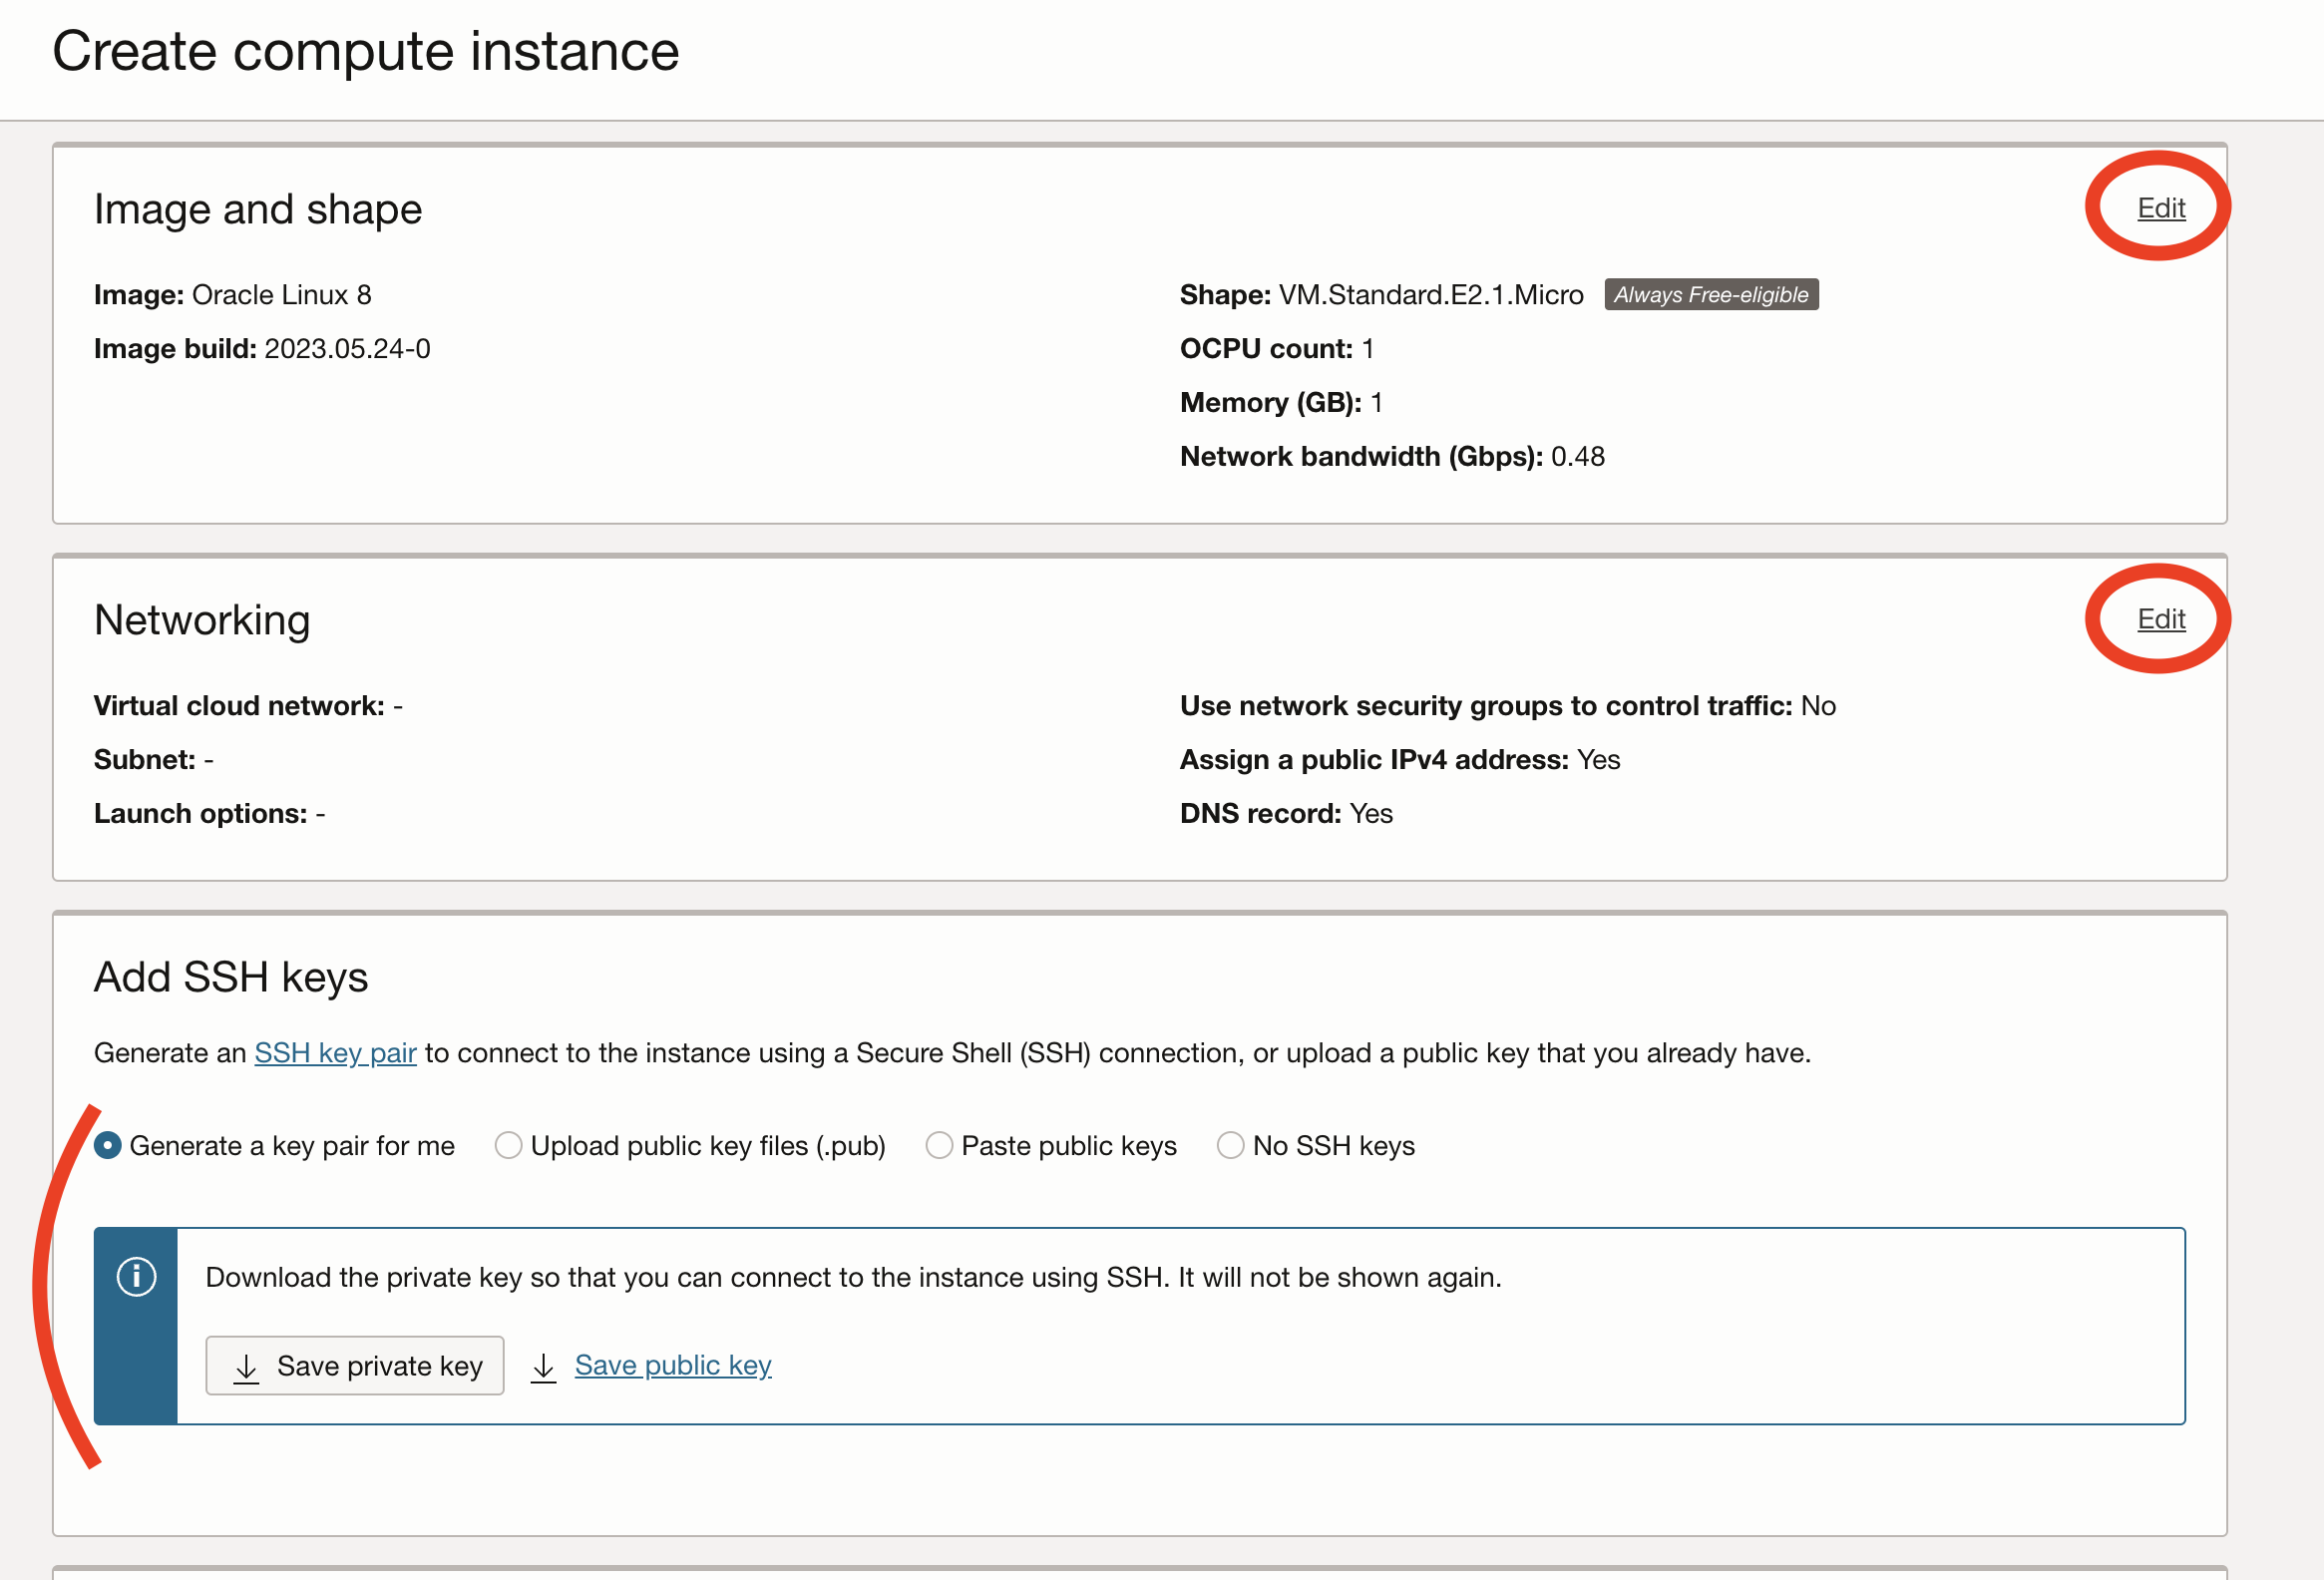 Create compute instance
Image and shape
Edit
Image: Oracle Linux 8
Image build: 2023.05.24-0
Shape: VM.Standard.E2.1.Micro Always Free-eligible
OCPU count: 1
Memory (GB): 1
Network bandwidth (Gbps): 0.48
Networking
Edit
Virtual cloud network: -
Subnet: -
Launch options: -
Use network security groups to control traffic: No
Assign a public IPv4 address: Yes
DNS record: Yes
Add SSH keys
Generate an SSH key pair to connect to the instance using a Secure Shell (SSH) connection, or upload a public key that you already have.
Generate a key pair for me Upload public key files (.pub) Paste public keys No SSH keys
Download the private key so that you can connect to the instance using SSH. It will not be shown again.
Save private key Save public key